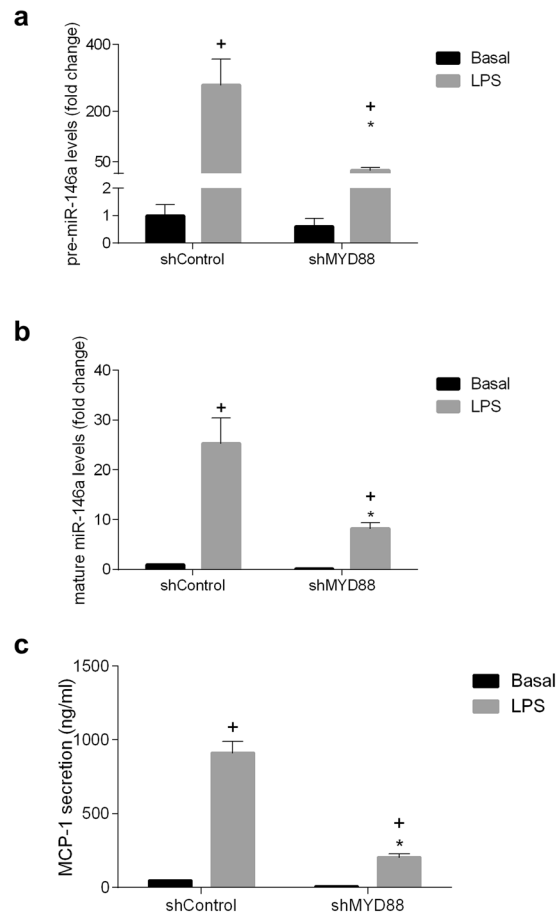 a
pre-miR-146a levels (fold change)
400
200
50
2
1
0
+
+
*
Basal
LPS
shControl
shMYD88
b
mature miR-146a levels (fold change)
40
30
20
10
0
+
+
*
Basal
LPS
shControl
shMYD88
c
MCP-1 secretion (ng/ml)
1500
1000
500
0
+
+
*
Basal
LPS
shControl
shMYD88